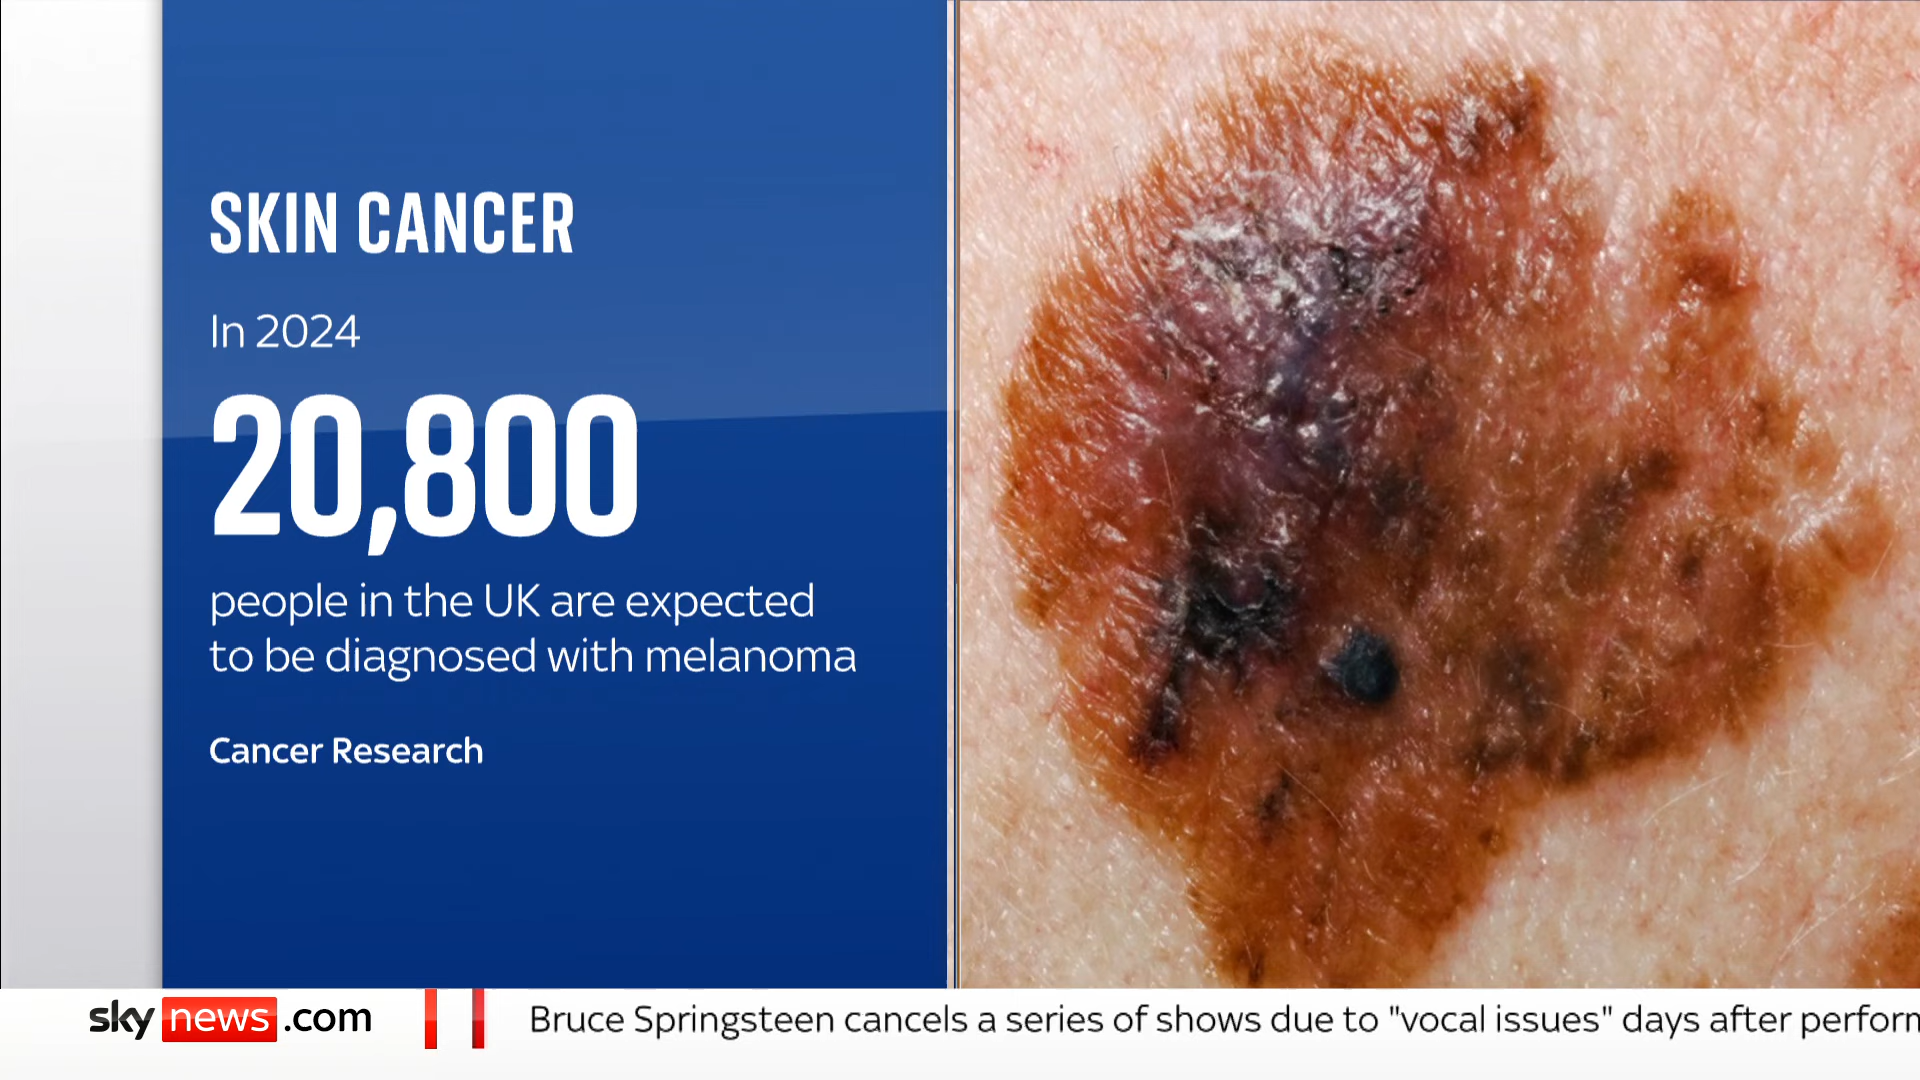 SKIN CANCER
In 2024
20,800
people in the UK are expected
to be diagnosed with melanoma
Cancer Research
sky news .com
Bruce Springsteen cancels a series of shows due to "vocal issues" days after perform